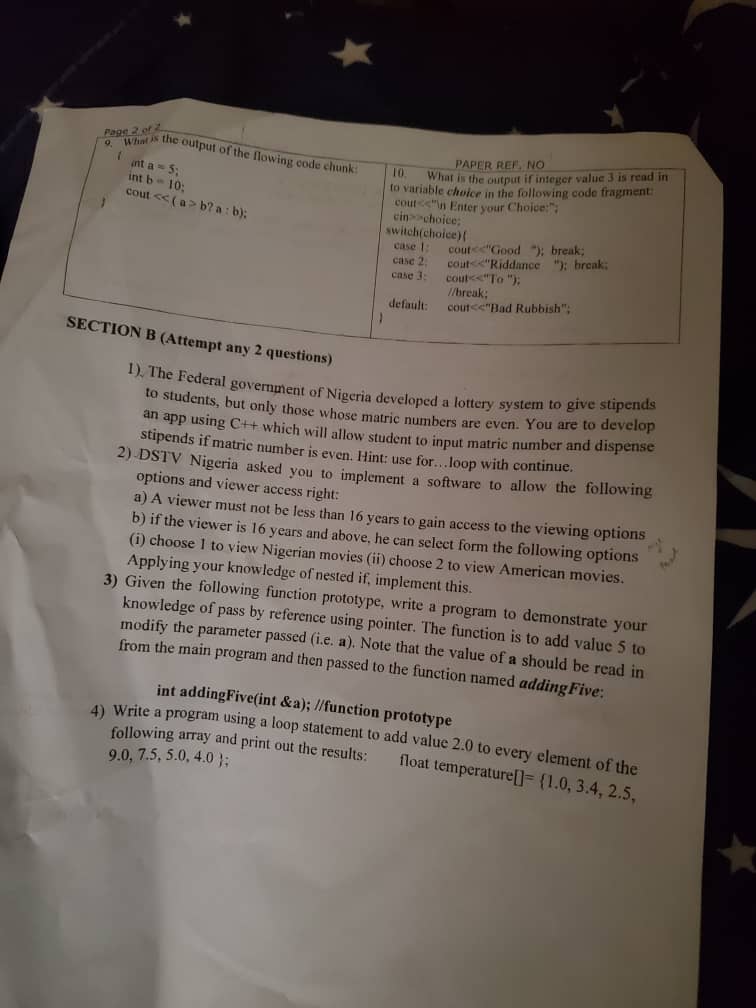 Page 2 of 2
9. What is the output of the flowing code chunk:
{
int a = 5;
int b = 10;
cout << ( a > b? a : b);
}
PAPER REF. NO
10. What is the output if integer value 3 is read in
to variable choice in the following code fragment:
cout<<"\n Enter your Choice:";
cin>>choice;
switch(choice){
case 1: cout<<"Good "); break;
case 2: cout<<"Riddance "); break;
case 3: cout<<"To ");
//break;
default: cout<<"Bad Rubbish";
}
SECTION B (Attempt any 2 questions)
1). The Federal government of Nigeria developed a lottery system to give stipends
to students, but only those whose matric numbers are even. You are to develop
an app using C++ which will allow student to input matric number and dispense
stipends if matric number is even. Hint: use for…loop with continue.
2) DSTV Nigeria asked you to implement a software to allow the following
options and viewer access right:
a) A viewer must not be less than 16 years to gain access to the viewing options
b) if the viewer is 16 years and above, he can select form the following options
(i) choose 1 to view Nigerian movies (ii) choose 2 to view American movies.
Applying your knowledge of nested if, implement this.
3) Given the following function prototype, write a program to demonstrate your
knowledge of pass by reference using pointer. The function is to add value 5 to
modify the parameter passed (i.e. a). Note that the value of a should be read in
from the main program and then passed to the function named addingFive:
int addingFive(int &a); //function prototype
4) Write a program using a loop statement to add value 2.0 to every element of the
following array and print out the results: float temperature[]= {1.0, 3.4, 2.5,
9.0, 7.5, 5.0, 4.0 };